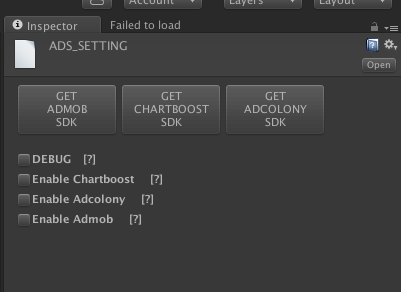 Account Layers Layout
Inspector Failed to load
ADS_SETTING
Open
GET ADMOB SDK
GET CHARTBOOST SDK
GET ADCOLONY SDK
DEBUG [?]
Enable Chartboost [?]
Enable Adcolony [?]
Enable Admob [?]